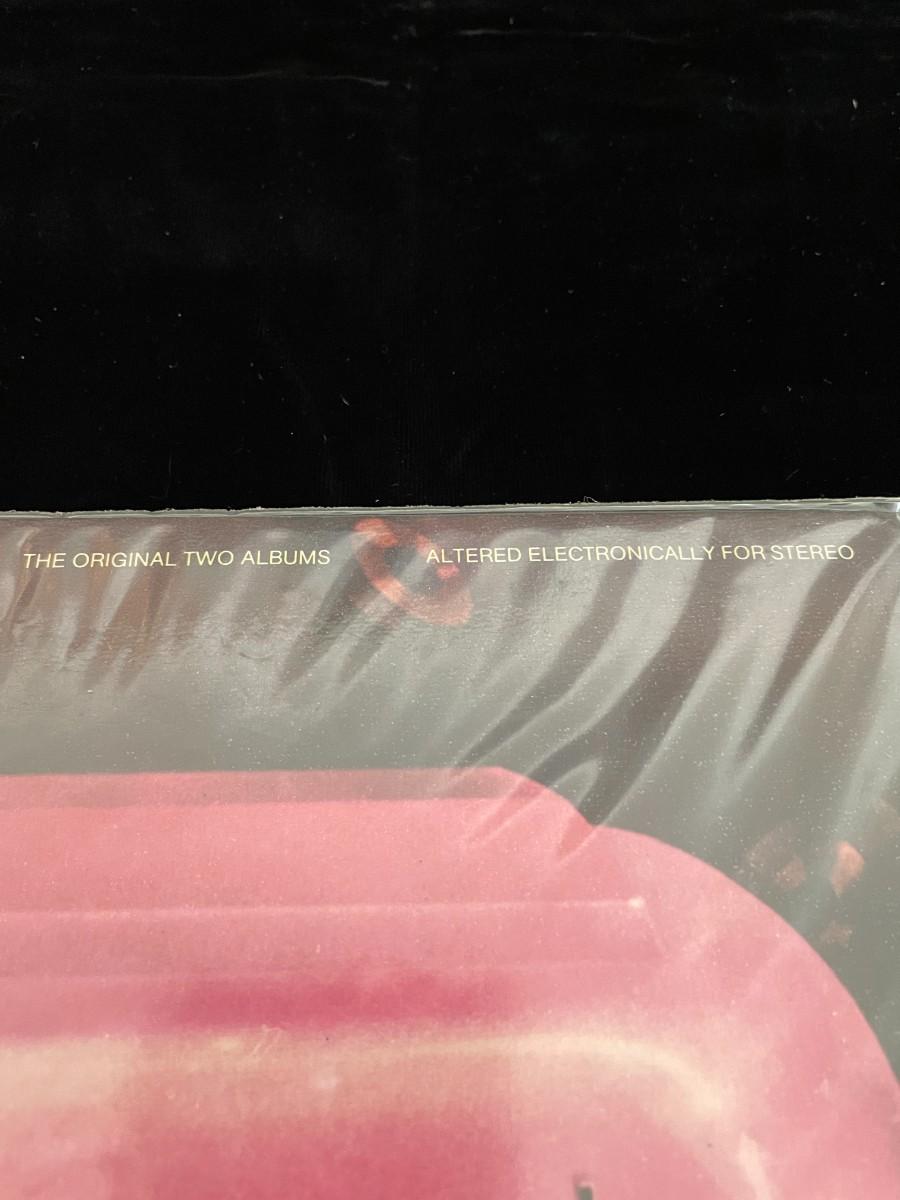 THE ORIGINAL TWO ALBUMS ALTERED ELECTRONICALLY FOR STEREO